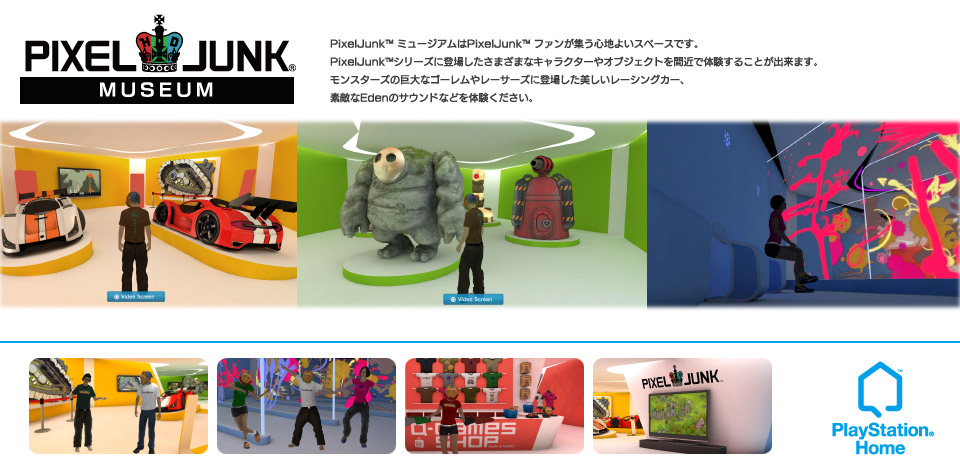 PIXEL JUNK®
HD
MUSEUM
PixelJunk™ ミュージアムはPixelJunk™ ファンが集う心地よいスペースです。
PixelJunk™シリーズに登場したさまざまなキャラクターやオブジェクトを間近で体験することが出来ます。
モンスターズの巨大なゴーレムやレーサーズに登場した美しいレーシングカー、
素敵なEdenのサウンドなどを体験ください。
Video Screen
Video Screen
Q-Games
SHOP
PIXEL JUNK
PlayStation®
Home
™